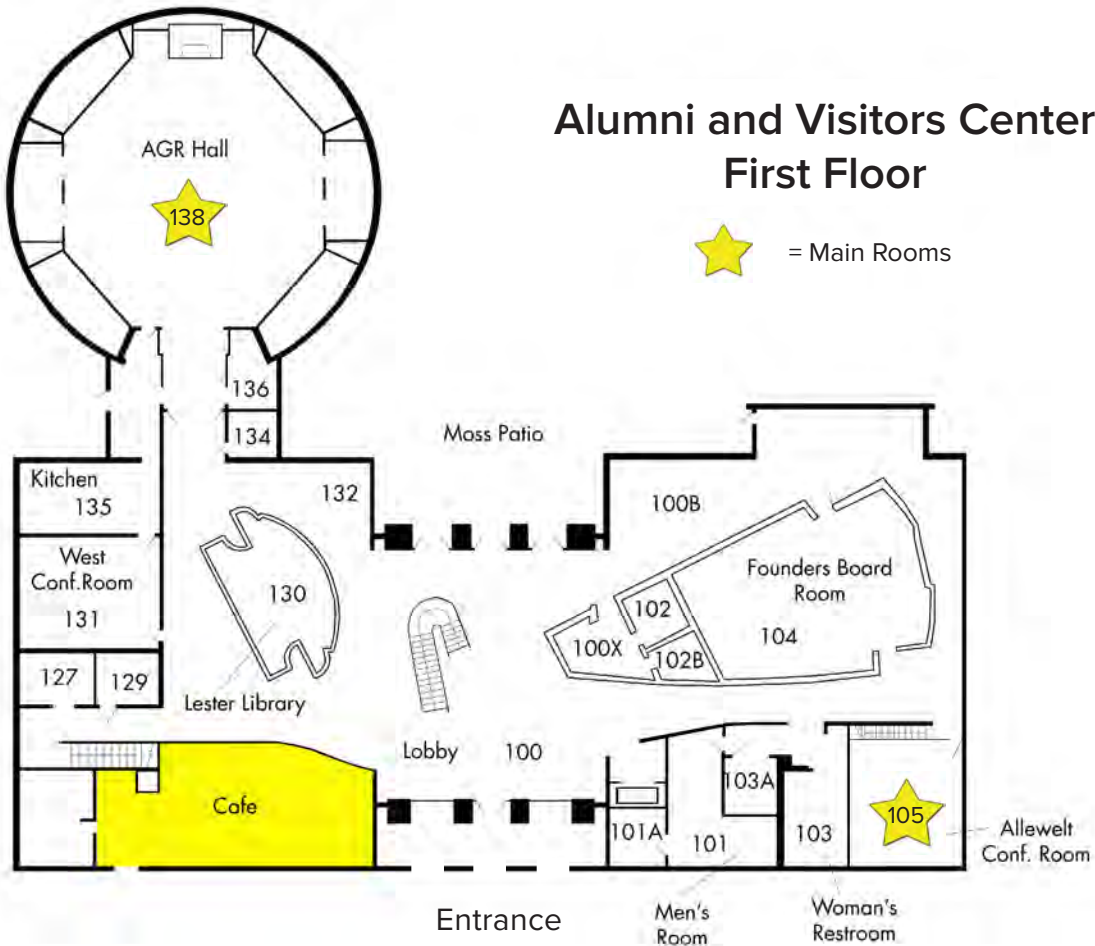 Alumni and Visitors Center
First Floor
= Main Rooms
AGR Hall
138
136
134
Moss Patio
Kitchen
135
132
100B
West
Conf.Room
131
130
Founders Board
Room
104
102
100X
102B
127
129
Lester Library
Lobby
100
Cafe
103A
101A
101
103
105
Allewelt
Conf. Room
Entrance
Men's
Room
Woman's
Restroom